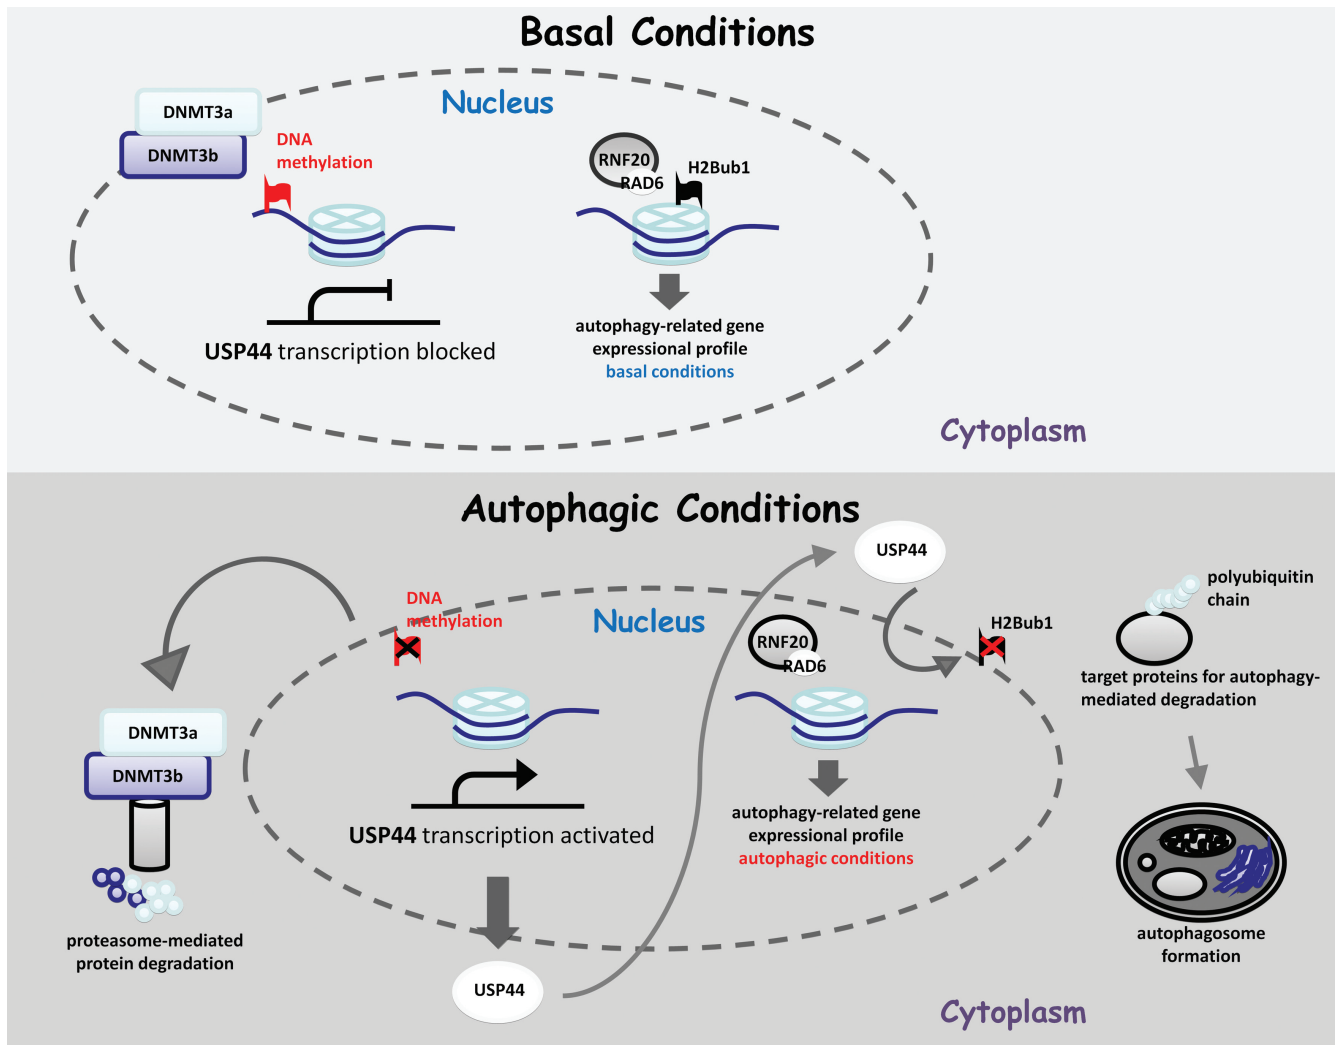 Basal Conditions
Nucleus
DNMT3a
DNMT3b
DNA
methylation
RNF20
RAD6
H2Bub1
USP44 transcription blocked
autophagy-related gene
expressional profile
basal conditions
Cytoplasm
Autophagic Conditions
USP44
DNA
methylation
Nucleus
RNF20
RAD6
H2Bub1
polyubiquitin
chain
target proteins for autophagy-
mediated degradation
DNMT3a
DNMT3b
USP44 transcription activated
autophagy-related gene
expressional profile
autophagic conditions
proteasome-mediated
protein degradation
autophagosome
formation
USP44
Cytoplasm